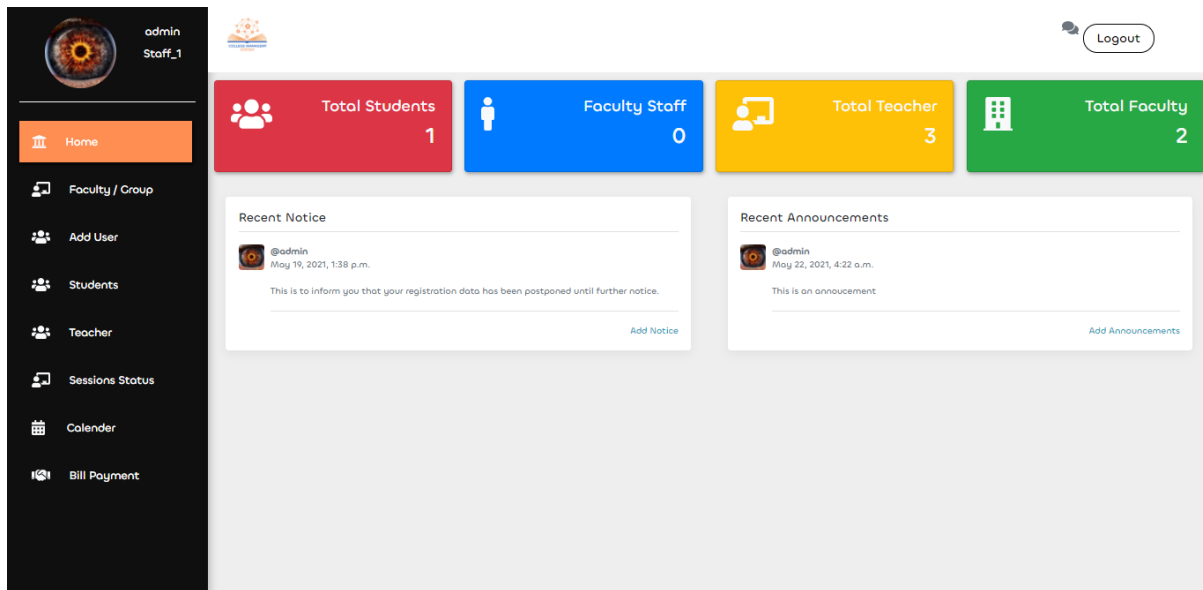 admin
Staff_1
Home
Faculty / Group
Add User
Students
Teacher
Sessions Status
Calender
Bill Payment
Logout
Total Students
1
Faculty Staff
0
Total Teacher
3
Total Faculty
2
Recent Notice
@admin
May 19, 2021, 1:38 p.m.
This is to inform you that your registration data has been postponed until further notice.
Add Notice
Recent Announcements
@admin
May 22, 2021, 4:22 a.m.
This is an annoucement
Add Announcements